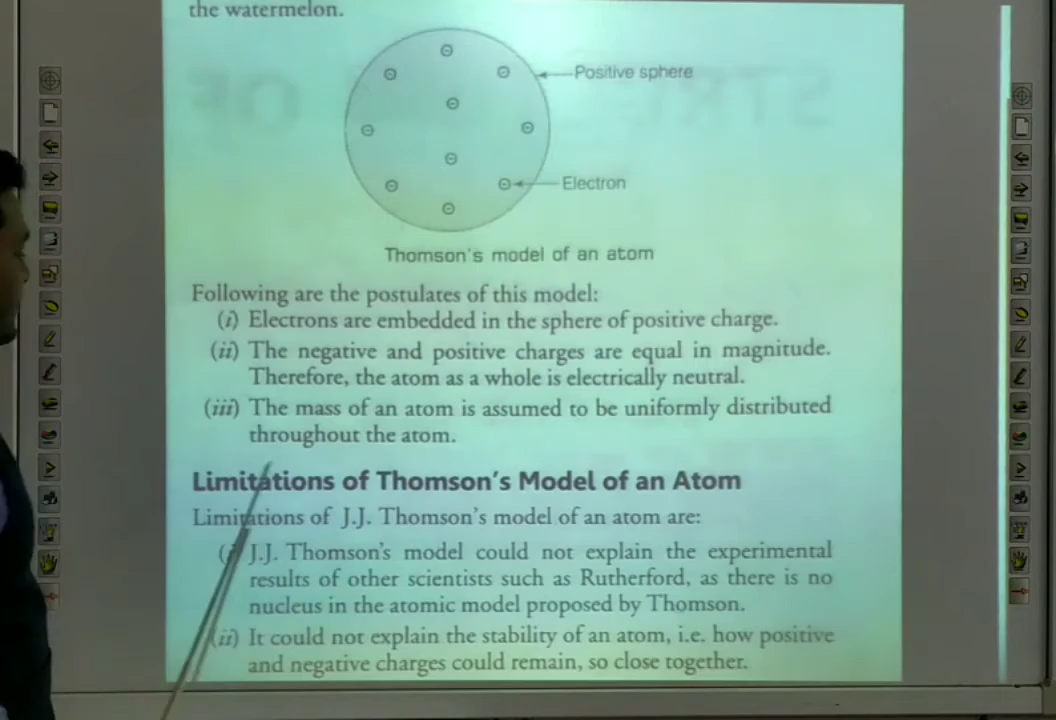 the watermelon.
Positive sphere
Electron
Thomson's model of an atom
Following are the postulates of this model:
(i) Electrons are embedded in the sphere of positive charge.
(ii) The negative and positive charges are equal in magnitude.
Therefore, the atom as a whole is electrically neutral.
(iii) The mass of an atom is assumed to be uniformly distributed
throughout the atom.
Limitations of Thomson's Model of an Atom
Limitations of J.J. Thomson's model of an atom are:
(i) J.J. Thomson's model could not explain the experimental
results of other scientists such as Rutherford, as there is no
nucleus in the atomic model proposed by Thomson.
(ii) It could not explain the stability of an atom, i.e. how positive
and negative charges could remain, so close together.